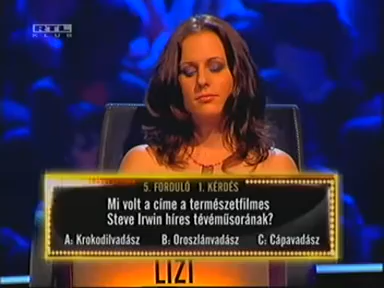 RTL
KLUB
5. FORDULÓ 1. KÉRDÉS
Mi volt a címe a természetfilmes
Steve Irwin híres tévéműsorának?
A: Krokodilvadász B: Oroszlánvadász C: Cápavadász
LIZI